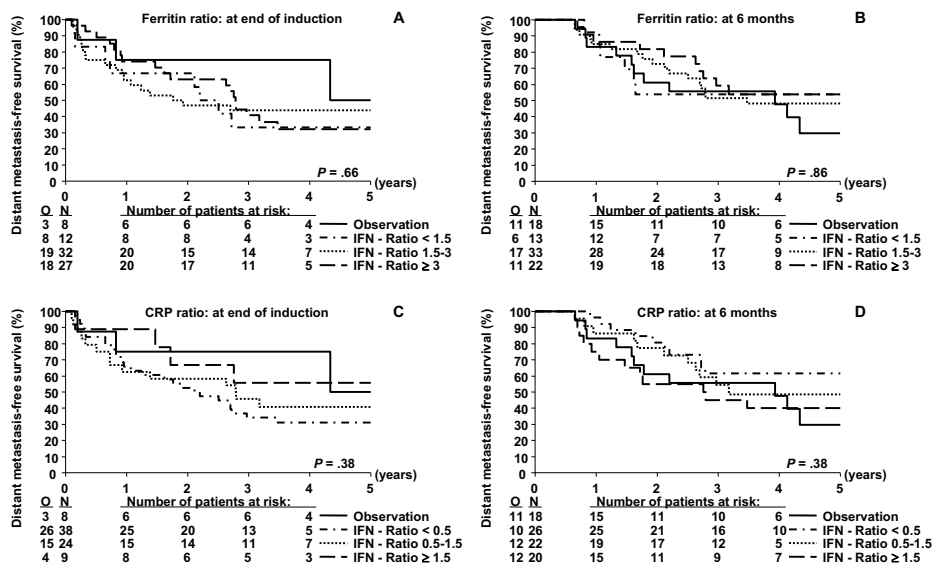 Ferritin ratio: at end of induction
A
Distant metastasis-free survival (%)
100
90
80
70
60
50
40
30
20
10
0
P = .66
(years)
0 1 2 3 4 5
O N Number of patients at risk:
3 8 6 6 6 4 Observation
8 12 8 8 4 3 IFN - Ratio < 1.5
19 32 20 15 14 7 IFN - Ratio 1.5-3
18 27 20 17 11 5 IFN - Ratio ≥ 3
Ferritin ratio: at 6 months
B
Distant metastasis-free survival (%)
100
90
80
70
60
50
40
30
20
10
0
P = .86
(years)
0 1 2 3 4 5
O N Number of patients at risk:
11 18 15 11 10 6 Observation
6 13 12 7 7 5 IFN - Ratio < 1.5
17 33 28 24 17 9 IFN - Ratio 1.5-3
11 22 19 18 13 8 IFN - Ratio ≥ 3
CRP ratio: at end of induction
C
Distant metastasis-free survival (%)
100
90
80
70
60
50
40
30
20
10
0
P = .38
(years)
0 1 2 3 4 5
O N Number of patients at risk:
3 8 6 6 6 4 Observation
26 38 25 20 13 5 IFN - Ratio < 0.5
15 24 15 14 11 7 IFN - Ratio 0.5-1.5
4 9 8 6 5 3 IFN - Ratio ≥ 1.5
CRP ratio: at 6 months
D
Distant metastasis-free survival (%)
100
90
80
70
60
50
40
30
20
10
0
P = .38
(years)
0 1 2 3 4 5
O N Number of patients at risk:
11 18 15 11 10 6 Observation
10 26 25 21 16 10 IFN - Ratio < 0.5
12 22 19 17 12 5 IFN - Ratio 0.5-1.5
12 20 15 11 9 7 IFN - Ratio ≥ 1.5